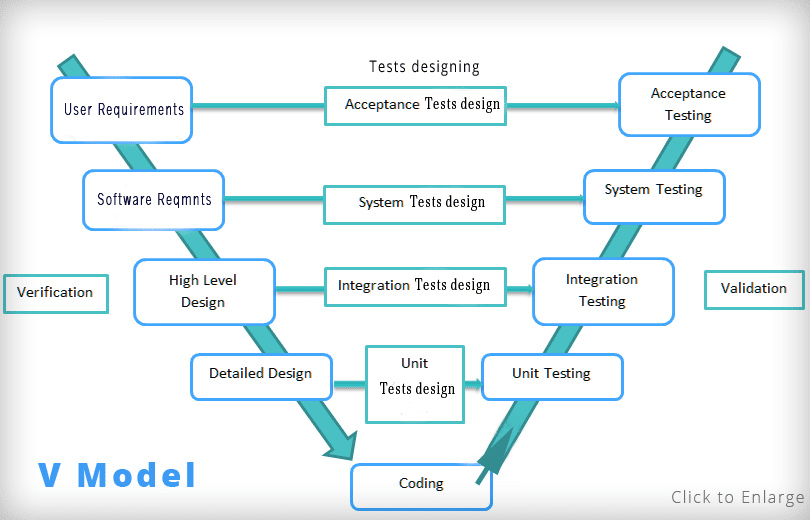 Tests designing
User Requirements
Acceptance Tests design
Acceptance
Testing
Software Reqmnts
System Tests design
System Testing
Verification
High Level
Design
Integration Tests design
Integration
Testing
Validation
Detailed Design
Unit
Tests design
Unit Testing
V Model
Coding
Click to Enlarge